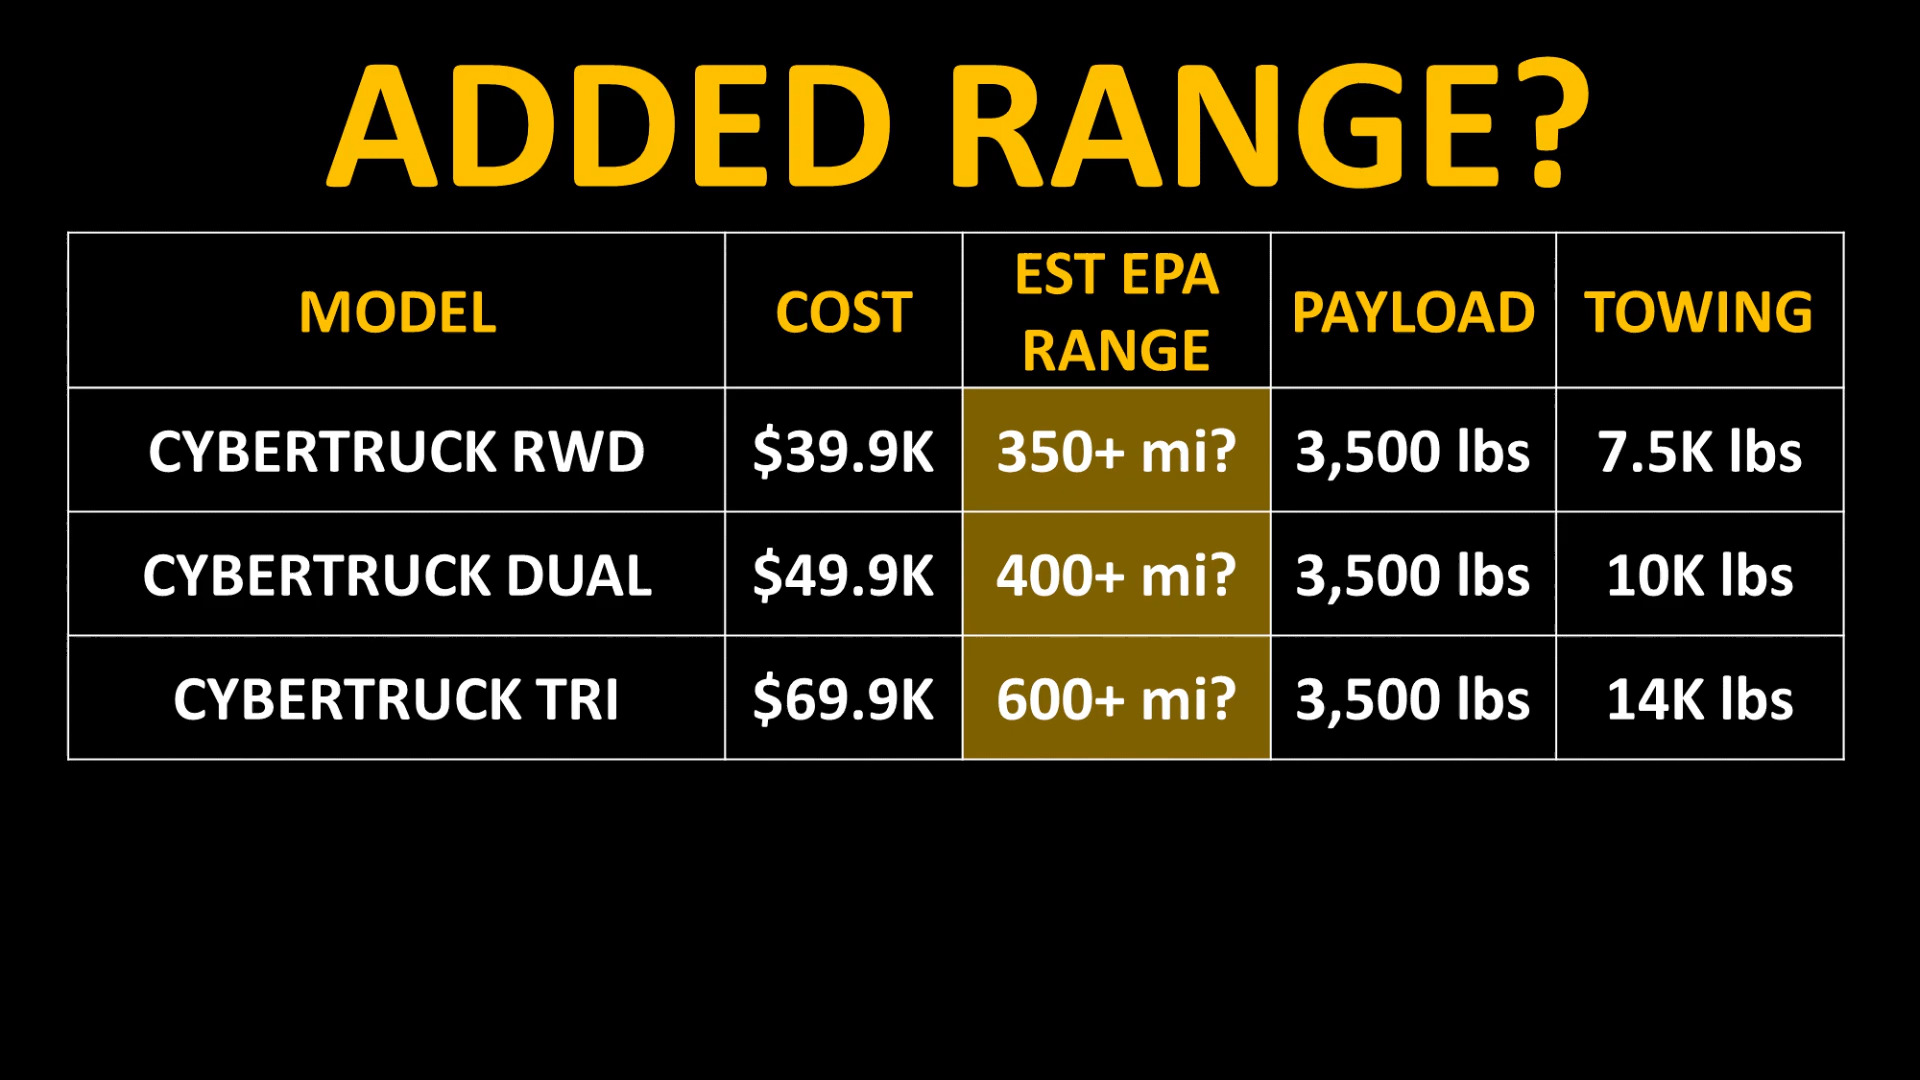 ADDED RANGE?
MODEL COST EST EPA RANGE PAYLOAD TOWING
CYBERTRUCK RWD $39.9K 350+ mi? 3,500 lbs 7.5K lbs
CYBERTRUCK DUAL $49.9K 400+ mi? 3,500 lbs 10K lbs
CYBERTRUCK TRI $69.9K 600+ mi? 3,500 lbs 14K lbs